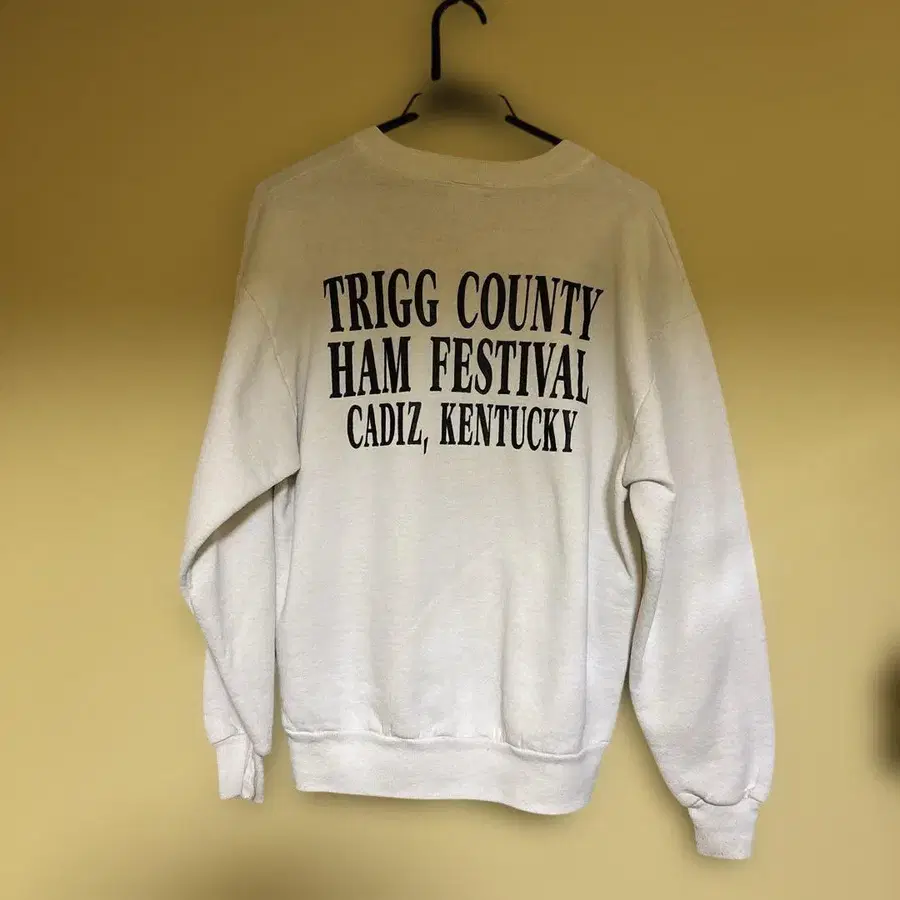 TRIGG COUNTY
HAM FESTIVAL
CADIZ, KENTUCKY